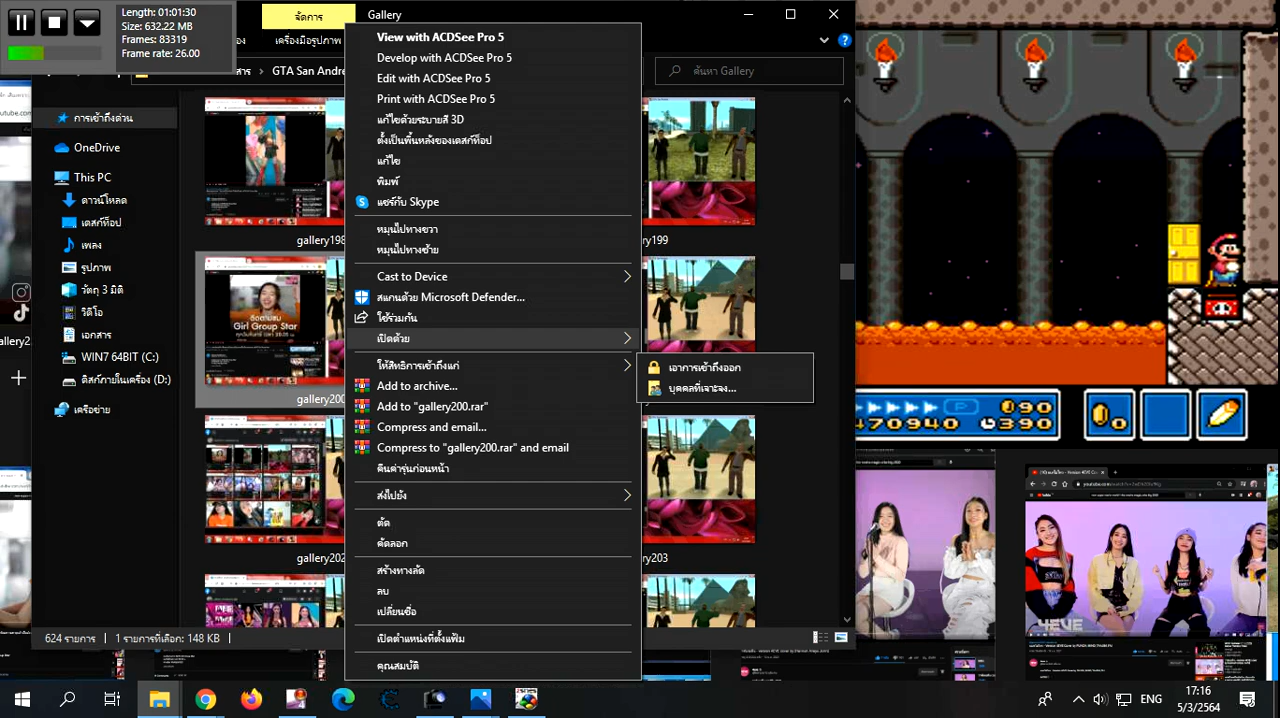 Length: 01:01:30
Size: 832.22 MB
Frames: 83319
Frame rate: 26.00
จัดการ
Gallery
เครื่องมือรูปภาพ
GTA San Andre
ค้นหา Gallery
OneDrive
This PC
ดาวน์โหลด
เดสก์ท็อป
เพลง
รูปภาพ
วัตถุ 3 มิติ
วิดีโอ
เอกสาร
WIN7 64BIT (C:)
ดิสก์ภายในเครื่อง (D:)
เครือข่าย
gallery198
gallery200
gallery202
y199
y203
View with ACDSee Pro 5
Develop with ACDSee Pro 5
Edit with ACDSee Pro 5
Print with ACDSee Pro 5
แก้ไขด้วยระบายสี 3D
ตั้งเป็นพื้นหลังของเดสก์ท็อป
แก้ไข
พิมพ์
แชร์กับ Skype
หมุนไปทางขวา
หมุนไปทางซ้าย
Cast to Device
สแกนด้วย Microsoft Defender...
ใช้ร่วมกัน
เปิดด้วย
ให้การเข้าถึงแก่
เอาการเข้าถึงออก
บุคคลที่เจาะจง...
Add to archive...
Add to "gallery200.rar"
Compress and email...
Compress to "gallery200.rar" and email
คืนค่ารุ่นก่อนหน้า
ส่งไปยัง
ตัด
คัดลอก
สร้างทางลัด
ลบ
เปลี่ยนชื่อ
เปิดตำแหน่งที่ตั้งแฟ้ม
คุณสมบัติ
Girl Group Star
624 รายการ
1 รายการที่เลือก: 148 KB
90
470940
390
0
4EVE
ENG
17:16
5/3/2564